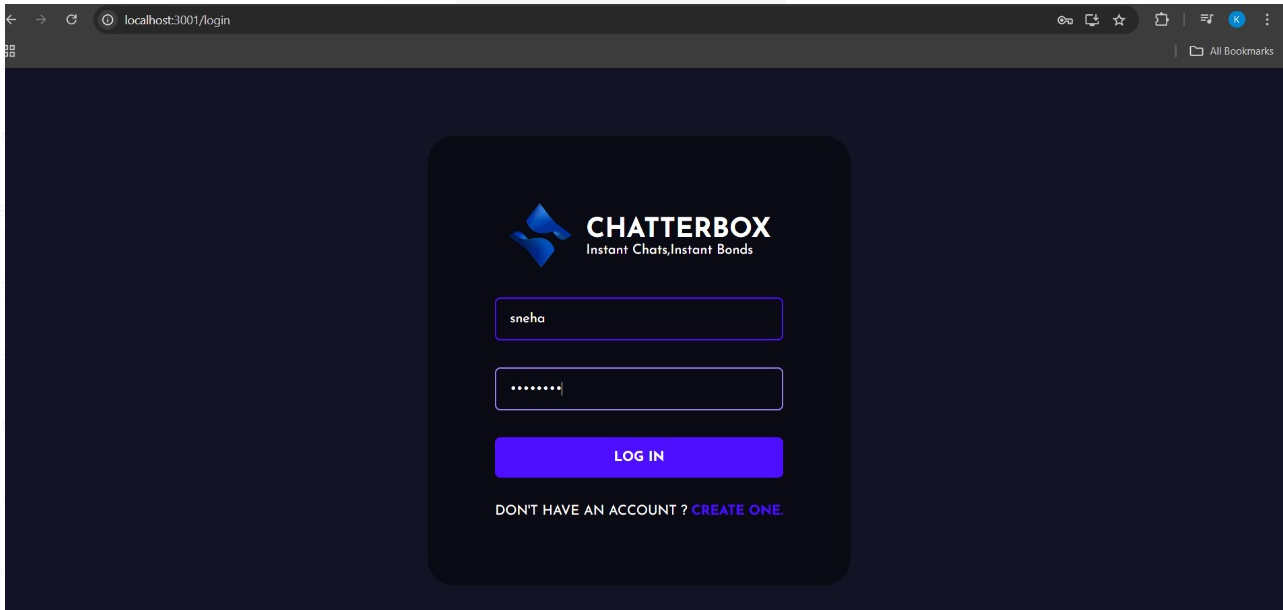 localhost:3001/login
K
All Bookmarks
CHATTERBOX
Instant Chats,Instant Bonds
sneha
••••••••
LOG IN
DON'T HAVE AN ACCOUNT ? CREATE ONE.